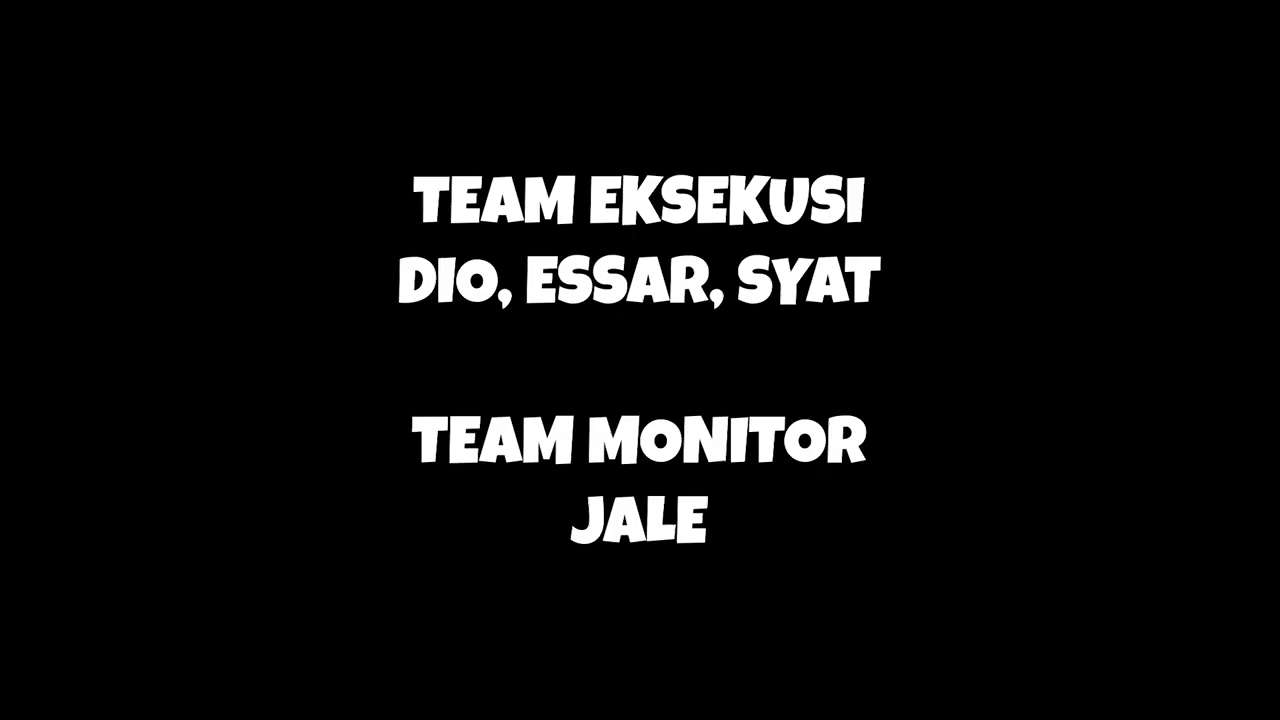 TEAM EKSEKUSI
DIO, ESSAR, SYAT
TEAM MONITOR
JALE